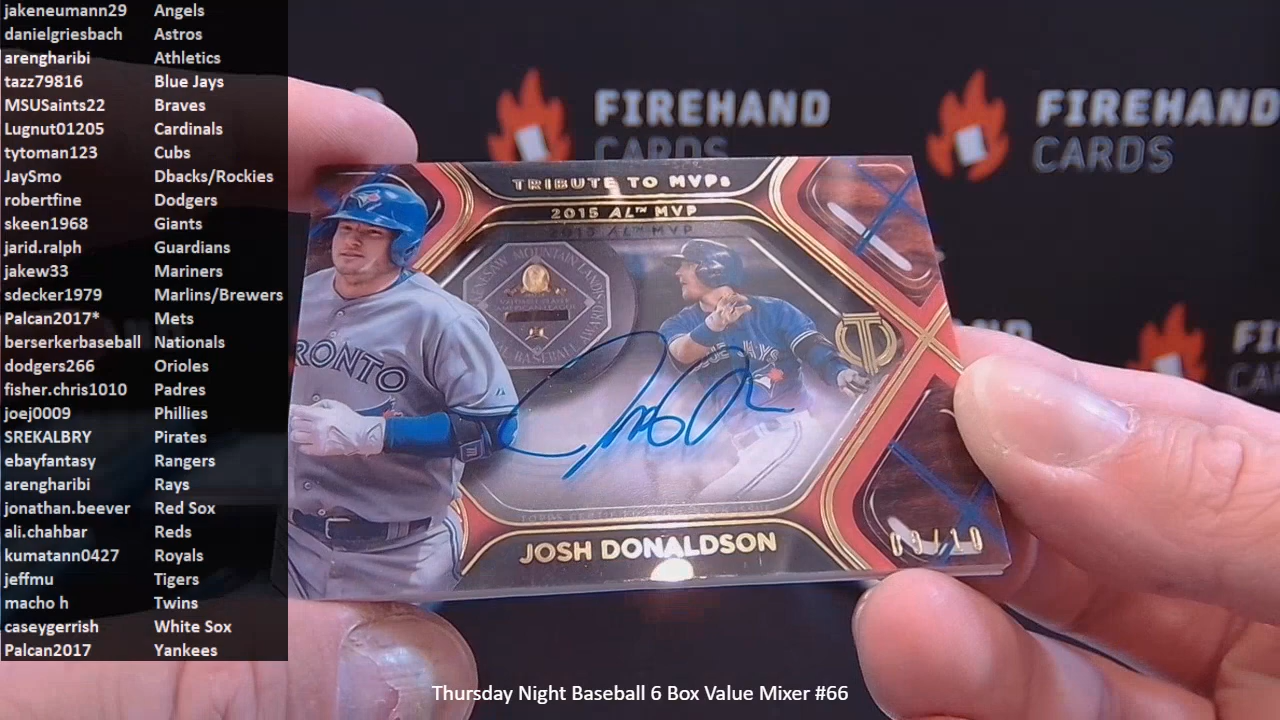 jakeneumann29 Angels
danielgriesbach Astros
arengharibi Athletics
tazz79816 Blue Jays
MSUSaints22 Braves
Lugnut01205 Cardinals
tytoman123 Cubs
JaySmo Dbacks/Rockies
robertfine Dodgers
skeen1968 Giants
jarid.ralph Guardians
jakew33 Mariners
sdecker1979 Marlins/Brewers
Palcan2017* Mets
berserkerbaseball Nationals
dodgers266 Orioles
fisher.chris1010 Padres
joej0009 Phillies
SREKALBRY Pirates
ebayfantasy Rangers
arengharibi Rays
jonathan.beever Red Sox
ali.chahbar Reds
kumatann0427 Royals
jeffmu Tigers
macho h Twins
caseygerrish White Sox
Palcan2017 Yankees
FIREHAND
CARDS
FIREHAND
CARDS
TRIBUTE TO MVPs
2015 AL™ MVP
RONTO
JAYS
JOSH DONALDSON
Thursday Night Baseball 6 Box Value Mixer #66